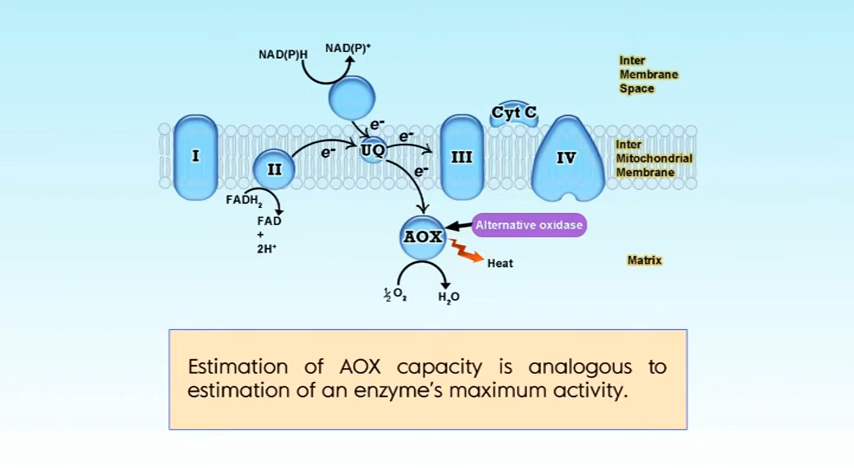 NAD(P)H
NAD(P)⁺
Inter
Membrane
Space
Cyt C
e-
e-
I
II
e-
UQ
III
IV
Inter
Mitochondrial
Membrane
e-
FADH₂
FAD
+
2H⁺
AOX
Alternative oxidase
Heat
Matrix
½O₂
H₂O
Estimation of AOX capacity is analogous to
estimation of an enzyme's maximum activity.